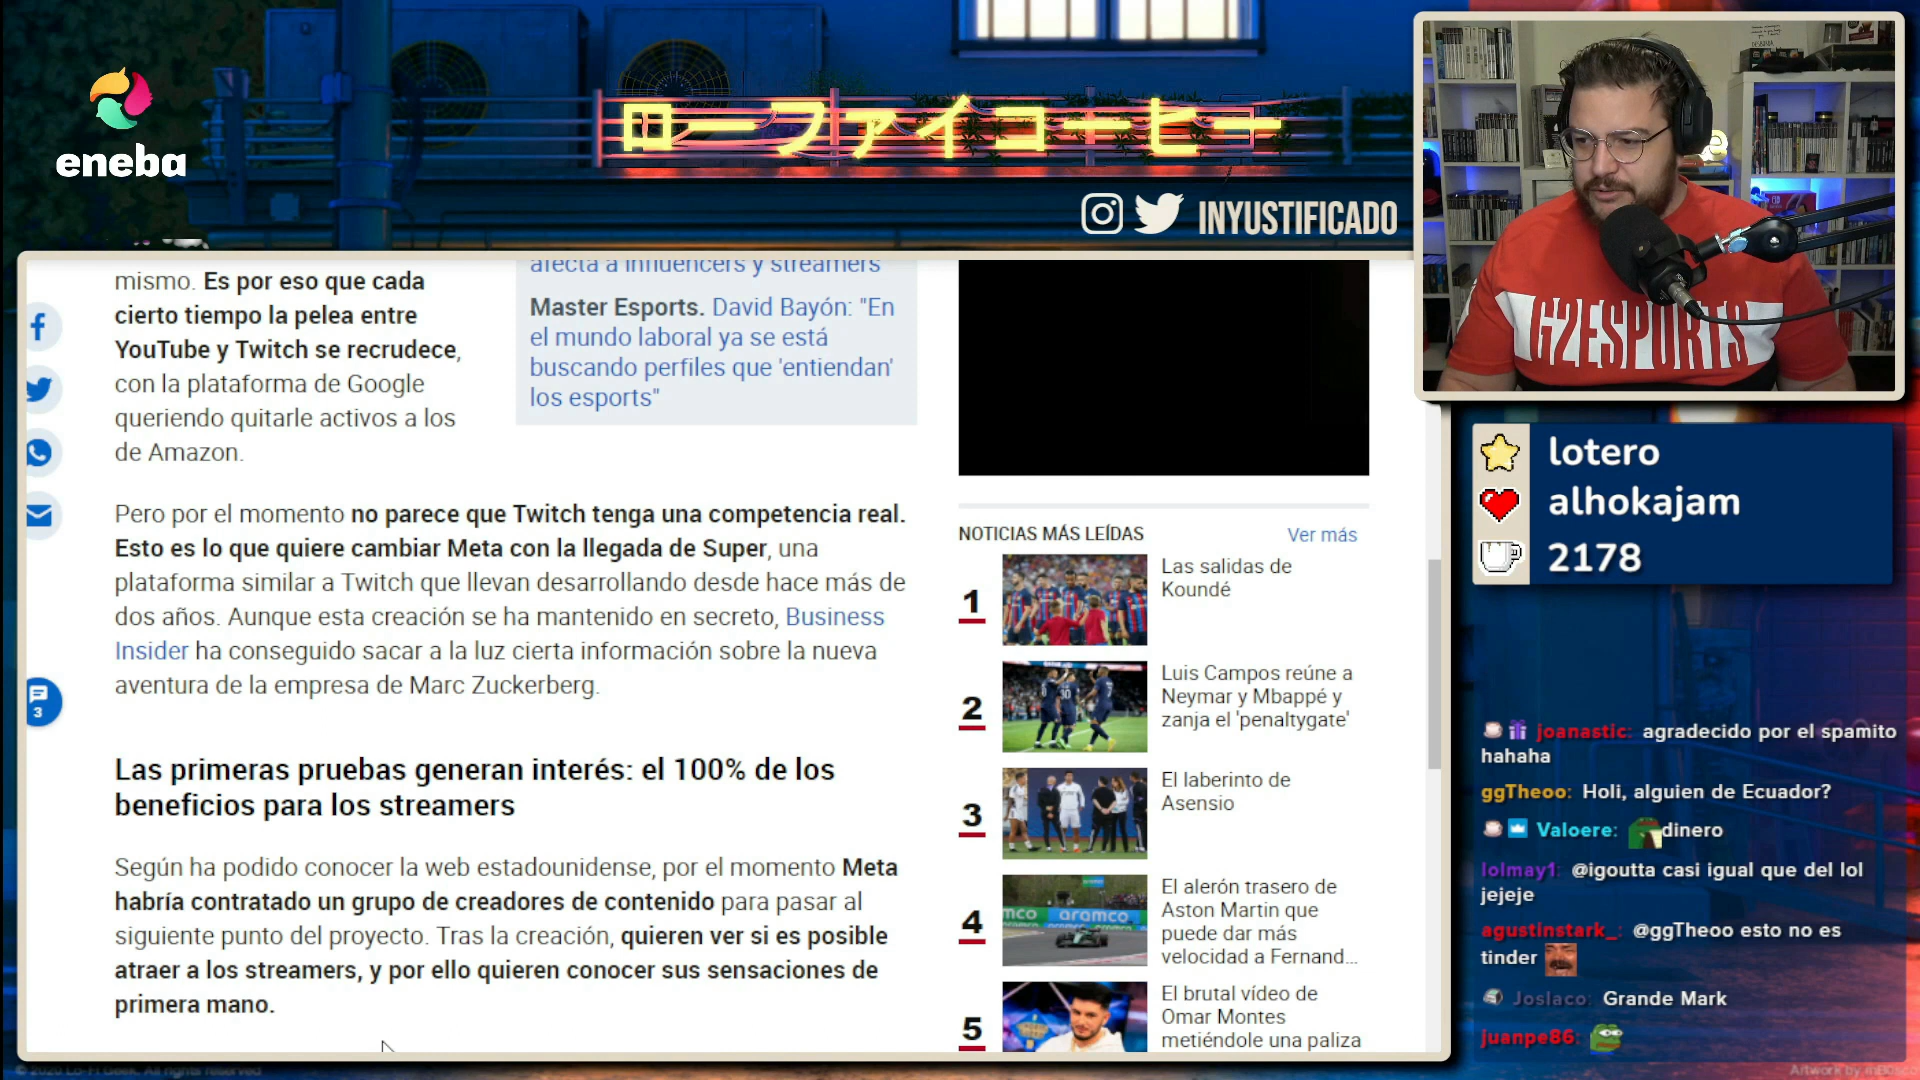 eneba
ローファイコーヒー
INYUSTIFICADO
G2ESPORTS
mismo. Es por eso que cada
cierto tiempo la pelea entre
YouTube y Twitch se recrudece,
con la plataforma de Google
queriendo quitarle activos a los
de Amazon.
afecta a influencers y streamers
Master Esports. David Bayón: "En
el mundo laboral ya se está
buscando perfiles que 'entiendan'
los esports"
Pero por el momento no parece que Twitch tenga una competencia real.
Esto es lo que quiere cambiar Meta con la llegada de Super, una
plataforma similar a Twitch que llevan desarrollando desde hace más de
dos años. Aunque esta creación se ha mantenido en secreto, Business
Insider ha conseguido sacar a la luz cierta información sobre la nueva
aventura de la empresa de Marc Zuckerberg.
3
Las primeras pruebas generan interés: el 100% de los
beneficios para los streamers
Según ha podido conocer la web estadounidense, por el momento Meta
habría contratado un grupo de creadores de contenido para pasar al
siguiente punto del proyecto. Tras la creación, quieren ver si es posible
atraer a los streamers, y por ello quieren conocer sus sensaciones de
primera mano.
NOTICIAS MÁS LEÍDAS
Ver más
1
Las salidas de
Koundé
2
Luis Campos reúne a
Neymar y Mbappé y
zanja el 'penaltygate'
3
El laberinto de
Asensio
4
El alerón trasero de
Aston Martin que
puede dar más
velocidad a Fernand...
aramco
5
El brutal vídeo de
Omar Montes
metiéndole una paliza
lotero
alhokajam
2178
joanastic: agradecido por el spamito
hahaha
ggTheoo: Holi, alguien de Ecuador?
Valoere: dinero
lolmay1: @igoutta casi igual que del lol
jejeje
agustinstark_: @ggTheoo esto no es
tinder
Joslaco: Grande Mark
juanpe86:
© 2020 Lo-Fi Geek. All rights reserved